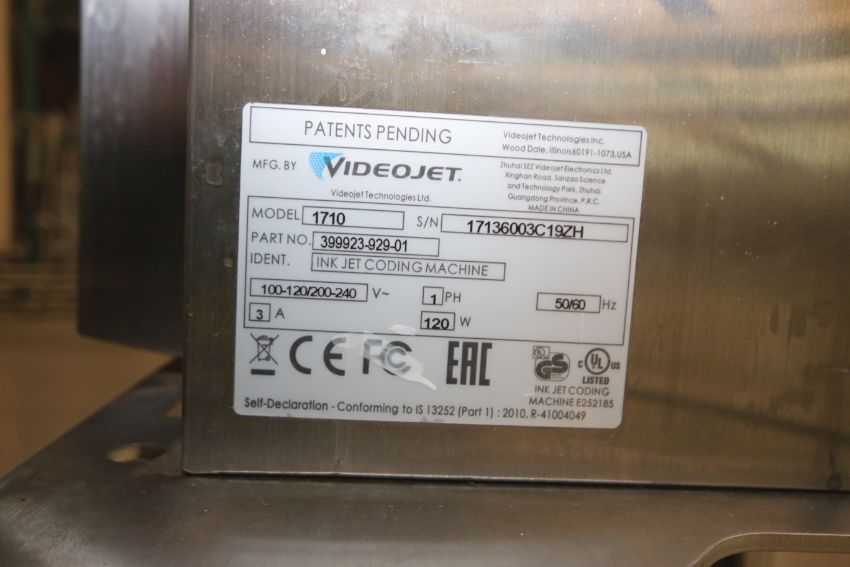 PATENTS PENDING
Videojet Technologies Inc.
Wood Dale, Illinois60191-1073,USA
MFG. BY VIDEOJET.
Videojet Technologies Ltd.
Zhuhai SEZ Videojet Electronics Ltd.
Xinghan Road, Sanzao Science
and Technology Park, Zhuhai,
Guangdong Province, P.R.C.
MADE IN CHINA
MODEL 1710 S/N 17136003C19ZH
PART NO. 399923-929-01
IDENT. INK JET CODING MACHINE
100-120/200-240 V~ 1 PH 50/60 Hz
3 A 120 W
CE FC EAC GS C UL US
LISTED
INK JET CODING
MACHINE E252185
Self-Declaration - Conforming to IS 13252 (Part 1) : 2010, R-41004049